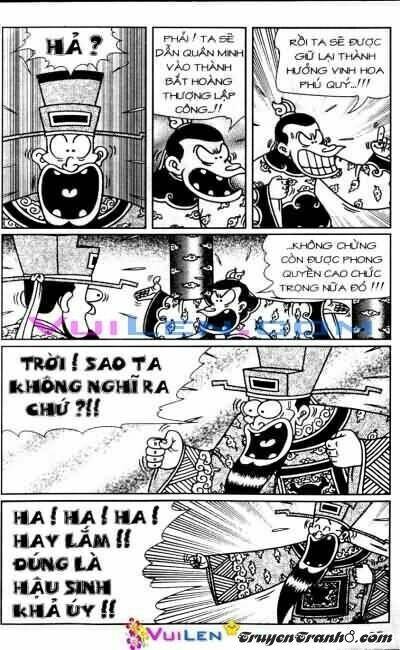 HẢ ?
PHẢI ! TA SẼ
DẪN QUÂN MINH
VÀO THÀNH
BẮT HOÀNG
THƯỢNG LẬP
CÔNG..!!
RỒI TA SẼ ĐƯỢC
GIỮ LẠI THÀNH
HƯỞNG VINH HOA
PHÚ QUÝ...!!!
...KHÔNG CHỪNG
CÒN ĐƯỢC PHONG
QUYỀN CAO CHỨC
TRỌNG NỮA ĐÓ !!!
VUILEN.COM
TRỜI ! SAO TA
KHÔNG NGHĨ RA
CHỨ ?!!
HA ! HA ! HA !
HAY LẮM !!
ĐÚNG LÀ
HẬU SINH
KHẢ ÚY !!!
VUILEN
TruyenTranh8.com